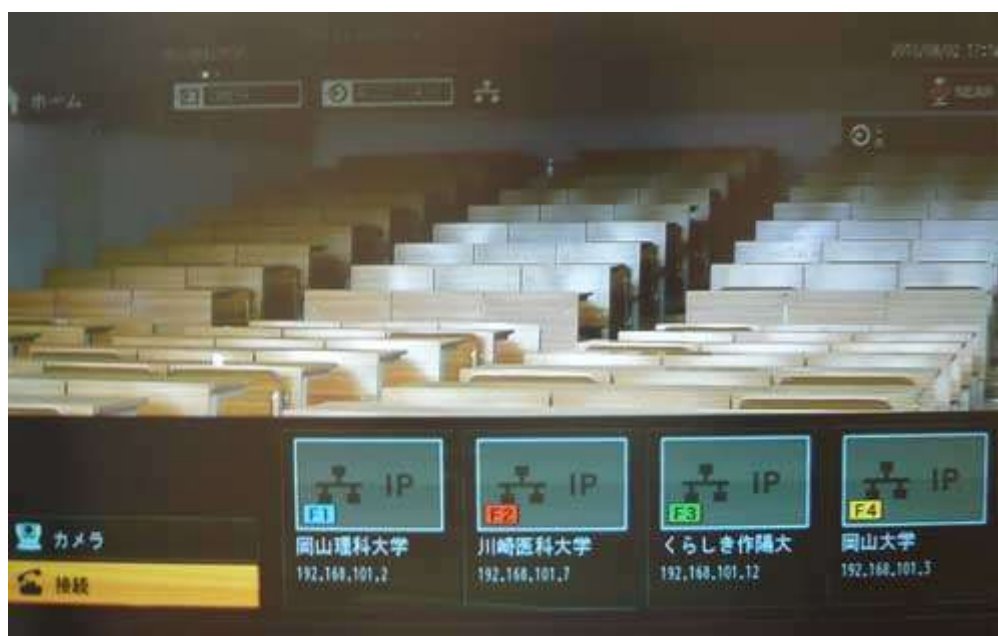 ホーム
NEAR
IP
F1
岡山理科大学
192.168.101.2
IP
F2
川崎医科大学
192.168.101.7
IP
F3
くらしき作陽大
192.168.101.12
IP
F4
岡山大学
192.168.101.3
カメラ
接続